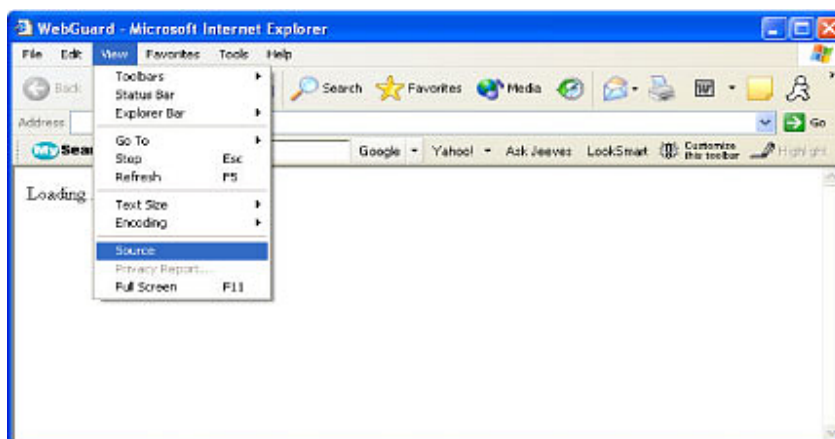 WebGuard - Microsoft Internet Explorer
File Edit View Favorites Tools Help
Back Search Favorites Media
Address Go
My Sear Google Yahoo! Ask Jeeves LookSmart Customize this toolbar Highlight
Loading .
Toolbars
Status Bar
Explorer Bar
Go To
Stop Esc
Refresh F5
Text Size
Encoding
Source
Privacy Report...
Full Screen F11